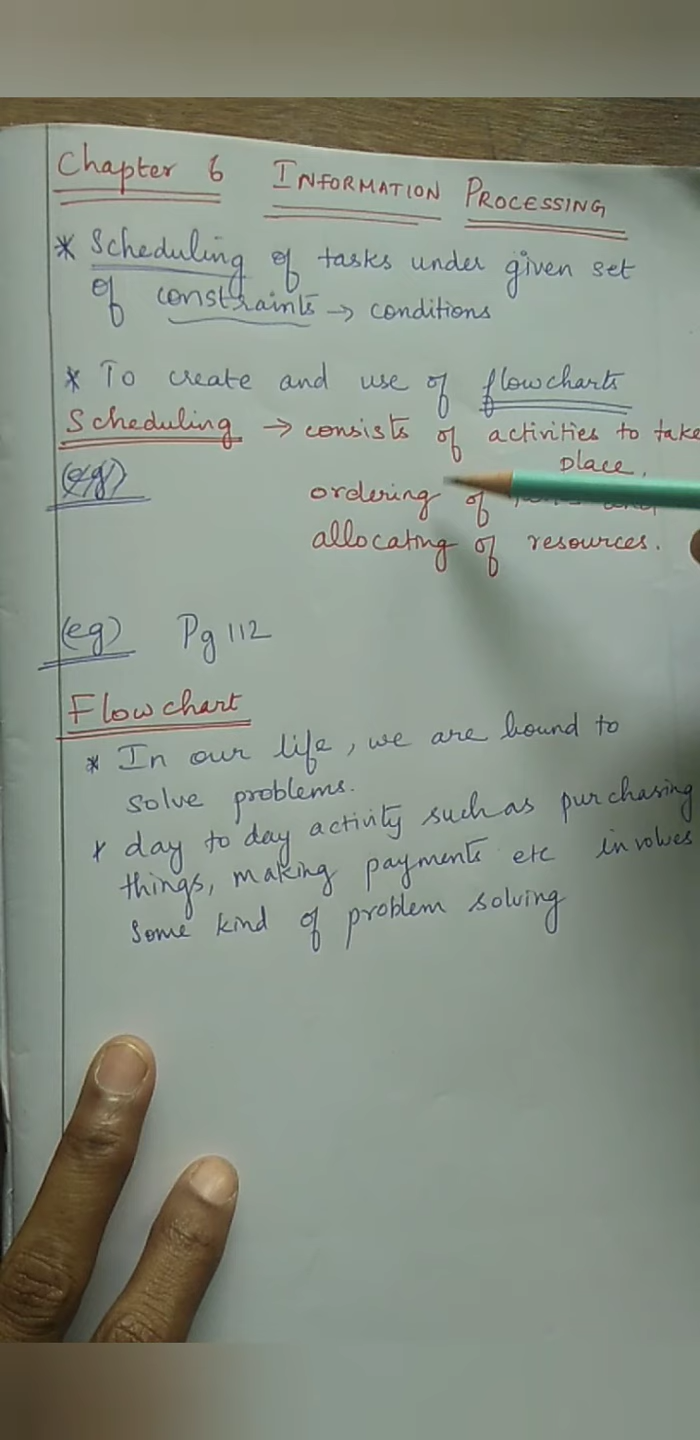 Chapter 6 INFORMATION PROCESSING
* Scheduling of tasks under given set
of constraints → conditions
* To create and use of flowcharts
Scheduling → consists of activities to take
place,
(eg)
ordering of
allocating of resources.
(eg) Pg 112
Flow chart
* In our life, we are bound to
solve problems.
* day to day activity such as purchasing
things, making payments etc involves
some kind of problem solving